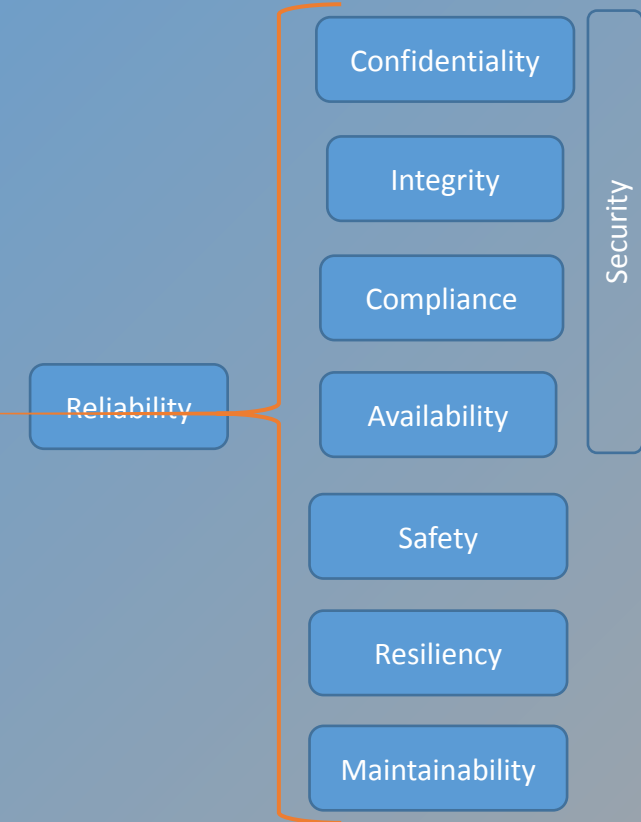 Confidentiality
Integrity
Compliance
Reliability
Availability
Safety
Resiliency
Maintainability
Security